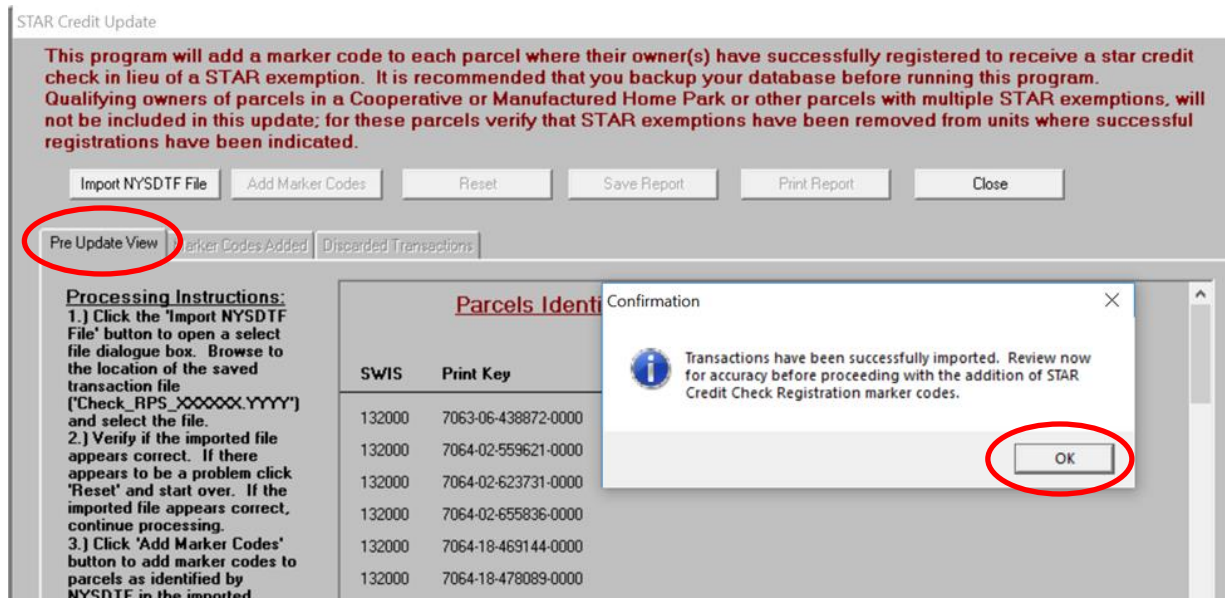 STAR Credit Update
This program will add a marker code to each parcel where their owner(s) have successfully registered to receive a star credit
check in lieu of a STAR exemption. It is recommended that you backup your database before running this program.
Qualifying owners of parcels in a Cooperative or Manufactured Home Park or other parcels with multiple STAR exemptions, will
not be included in this update; for these parcels verify that STAR exemptions have been removed from units where successful
registrations have been indicated.
Import NYSDTF File Add Marker Codes Reset Save Report Print Report Close
Pre Update View Marker Codes Added Discarded Transactions
Processing Instructions:
1.) Click the 'Import NYSDTF
File' button to open a select
file dialogue box. Browse to
the location of the saved
transaction file
('Check_RPS_XXXXXX.YYYY')
and select the file.
2.) Verify if the imported file
appears correct. If there
appears to be a problem click
'Reset' and start over. If the
imported file appears correct,
continue processing.
3.) Click 'Add Marker Codes'
button to add marker codes to
parcels as identified by
NYSDTF in the imported
Parcels Identi
SWIS Print Key
132000 7063-06-438872-0000
132000 7064-02-559621-0000
132000 7064-02-623731-0000
132000 7064-02-655836-0000
132000 7064-18-469144-0000
132000 7064-18-478089-0000
Confirmation
Transactions have been successfully imported. Review now
for accuracy before proceeding with the addition of STAR
Credit Check Registration marker codes.
OK